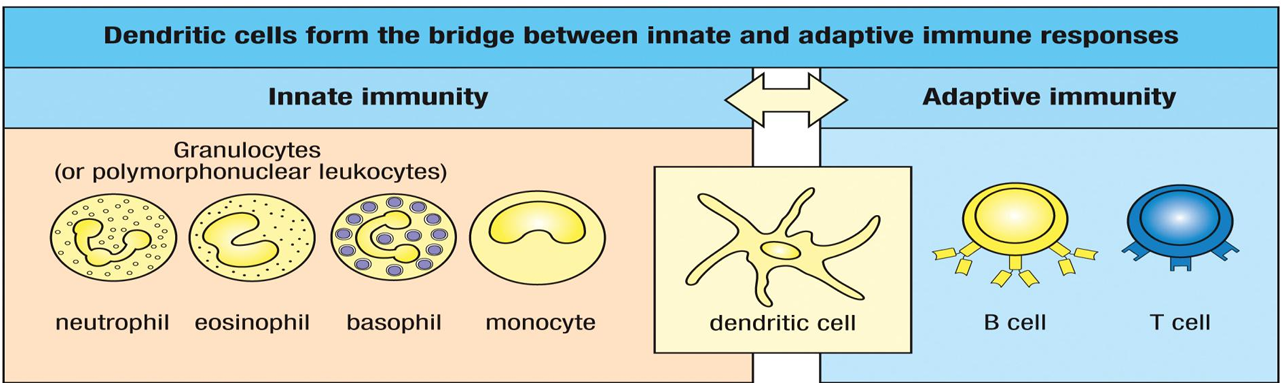 Dendritic cells form the bridge between innate and adaptive immune responses
Innate immunity
Adaptive immunity
Granulocytes
(or polymorphonuclear leukocytes)
neutrophil
eosinophil
basophil
monocyte
dendritic cell
B cell
T cell